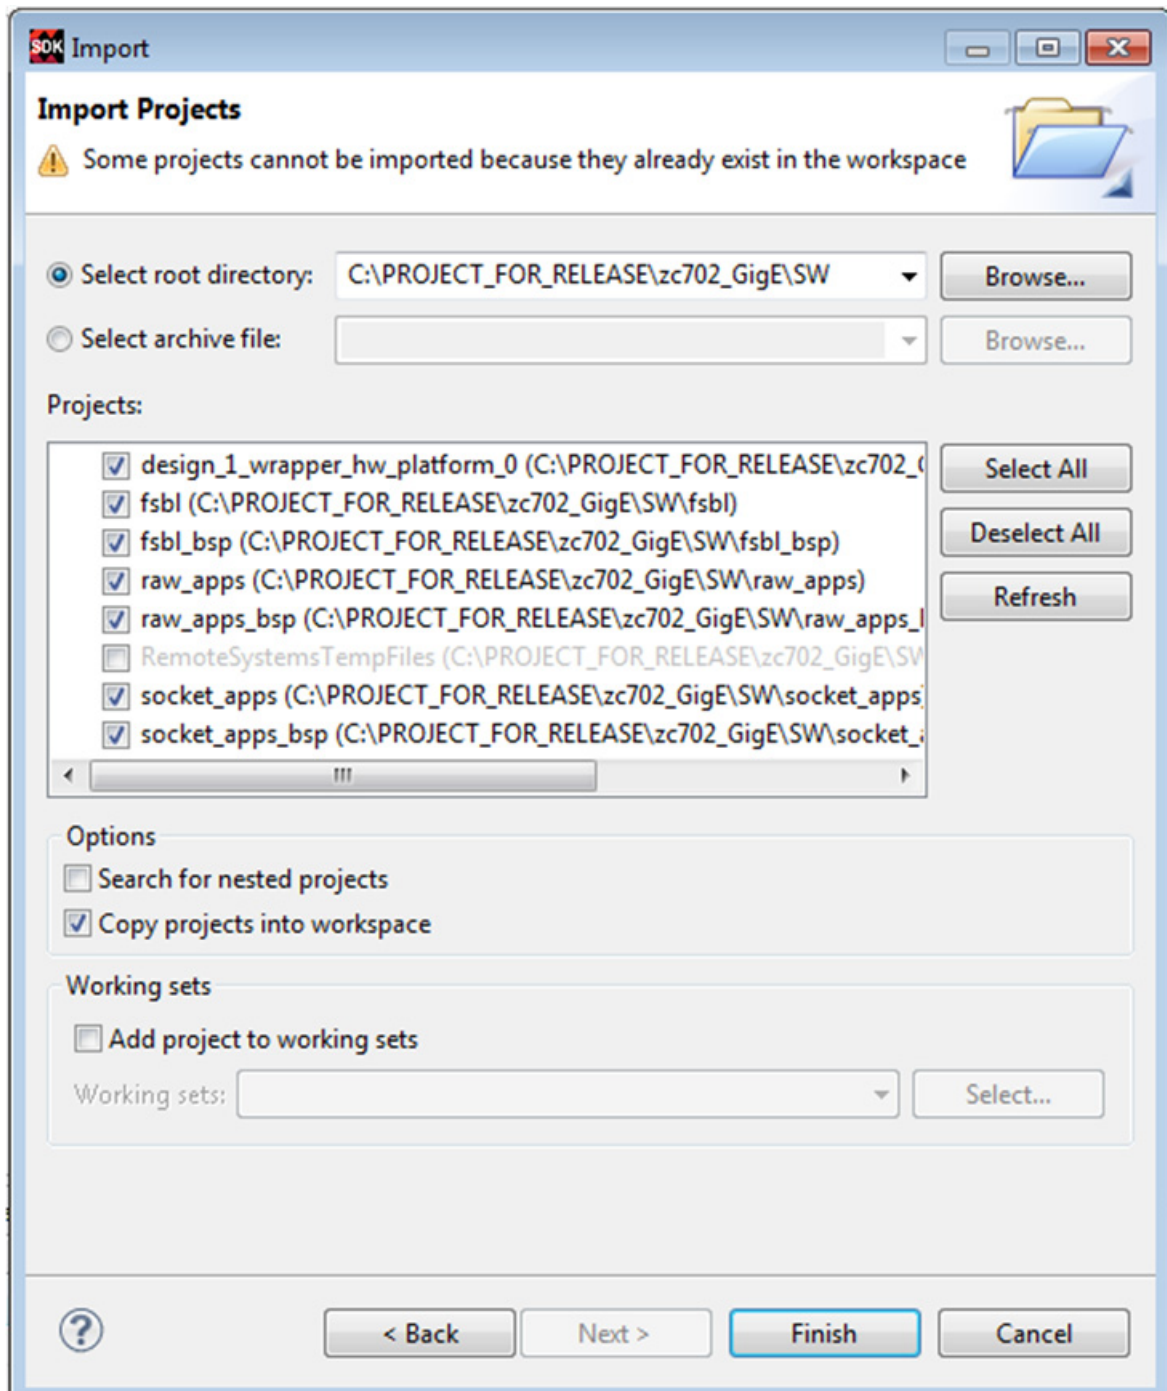 SDK Import
Import Projects
Some projects cannot be imported because they already exist in the workspace
Select root directory: C:\PROJECT_FOR_RELEASE\zc702_GigE\SW Browse...
Select archive file: Browse...
Projects:
design_1_wrapper_hw_platform_0 (C:\PROJECT_FOR_RELEASE\zc702_G
fsbl (C:\PROJECT_FOR_RELEASE\zc702_GigE\SW\fsbl)
fsbl_bsp (C:\PROJECT_FOR_RELEASE\zc702_GigE\SW\fsbl_bsp)
raw_apps (C:\PROJECT_FOR_RELEASE\zc702_GigE\SW\raw_apps)
raw_apps_bsp (C:\PROJECT_FOR_RELEASE\zc702_GigE\SW\raw_apps_
RemoteSystemsTempFiles (C:\PROJECT_FOR_RELEASE\zc702_GigE\SW
socket_apps (C:\PROJECT_FOR_RELEASE\zc702_GigE\SW\socket_apps)
socket_apps_bsp (C:\PROJECT_FOR_RELEASE\zc702_GigE\SW\socket_a
Select All
Deselect All
Refresh
Options
Search for nested projects
Copy projects into workspace
Working sets
Add project to working sets
Working sets: Select...
? < Back Next > Finish Cancel